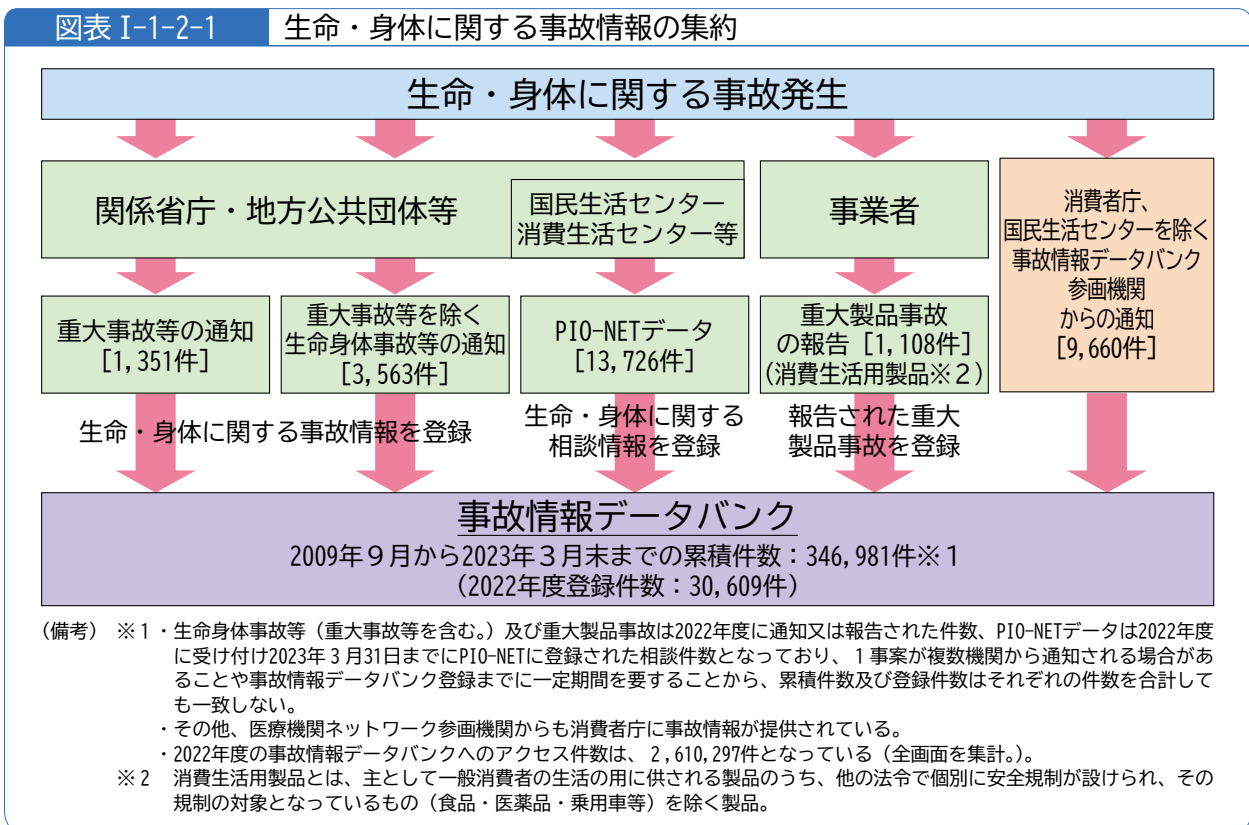 図表 I-1-2-1 生命・身体に関する事故情報の集約
生命・身体に関する事故発生
関係省庁・地方公共団体等
国民生活センター
消費生活センター等
事業者
消費者庁、
国民生活センターを除く
事故情報データバンク
参画機関
からの通知
[9,660件]
重大事故等の通知
[1,351件]
重大事故等を除く
生命身体事故等の通知
[3,563件]
PIO-NETデータ
[13,726件]
重大製品事故
の報告 [1,108件]
(消費生活用製品※2)
生命・身体に関する事故情報を登録
生命・身体に関する
相談情報を登録
報告された重大
製品事故を登録
事故情報データバンク
2009年9月から2023年3月末までの累積件数：346,981件※1
(2022年度登録件数：30,609件)
(備考) ※1・生命身体事故等（重大事故等を含む。）及び重大製品事故は2022年度に通知又は報告された件数、PIO-NETデータは2022年度
に受け付け2023年3月31日までにPIO-NETに登録された相談件数となっており、1事案が複数機関から通知される場合があ
ることや事故情報データバンク登録までに一定期間を要することから、累積件数及び登録件数はそれぞれの件数を合計して
も一致しない。
・その他、医療機関ネットワーク参画機関からも消費者庁に事故情報が提供されている。
・2022年度の事故情報データバンクへのアクセス件数は、2,610,297件となっている（全画面を集計。）。
※2 消費生活用製品とは、主として一般消費者の生活の用に供される製品のうち、他の法令で個別に安全規制が設けられ、その
規制の対象となっているもの（食品・医薬品・乗用車等）を除く製品。